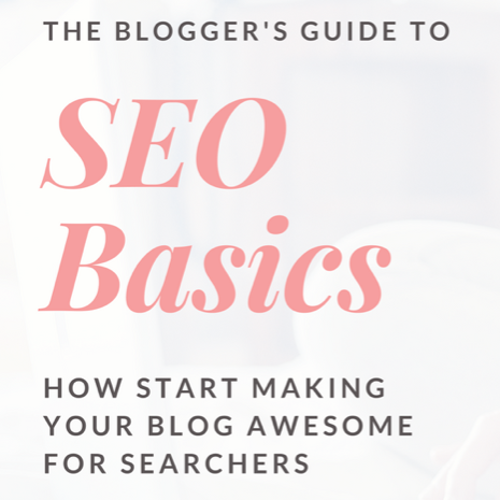 THE BLOGGER'S GUIDE TO
SEO
Basics
HOW START MAKING
YOUR BLOG AWESOME
FOR SEARCHERS